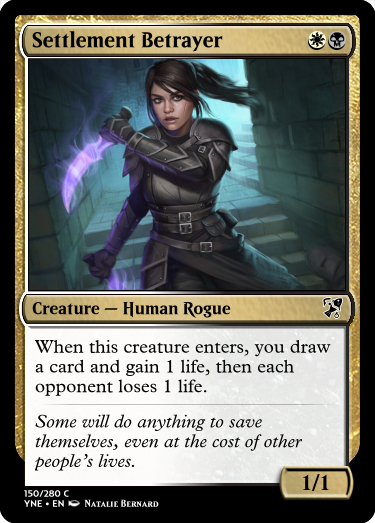 Settlement Betrayer
Creature — Human Rogue
When this creature enters, you draw
a card and gain 1 life, then each
opponent loses 1 life.
Some will do anything to save
themselves, even at the cost of other
people's lives.
1/1
150/280 C
YNE • EN Natalie Bernard